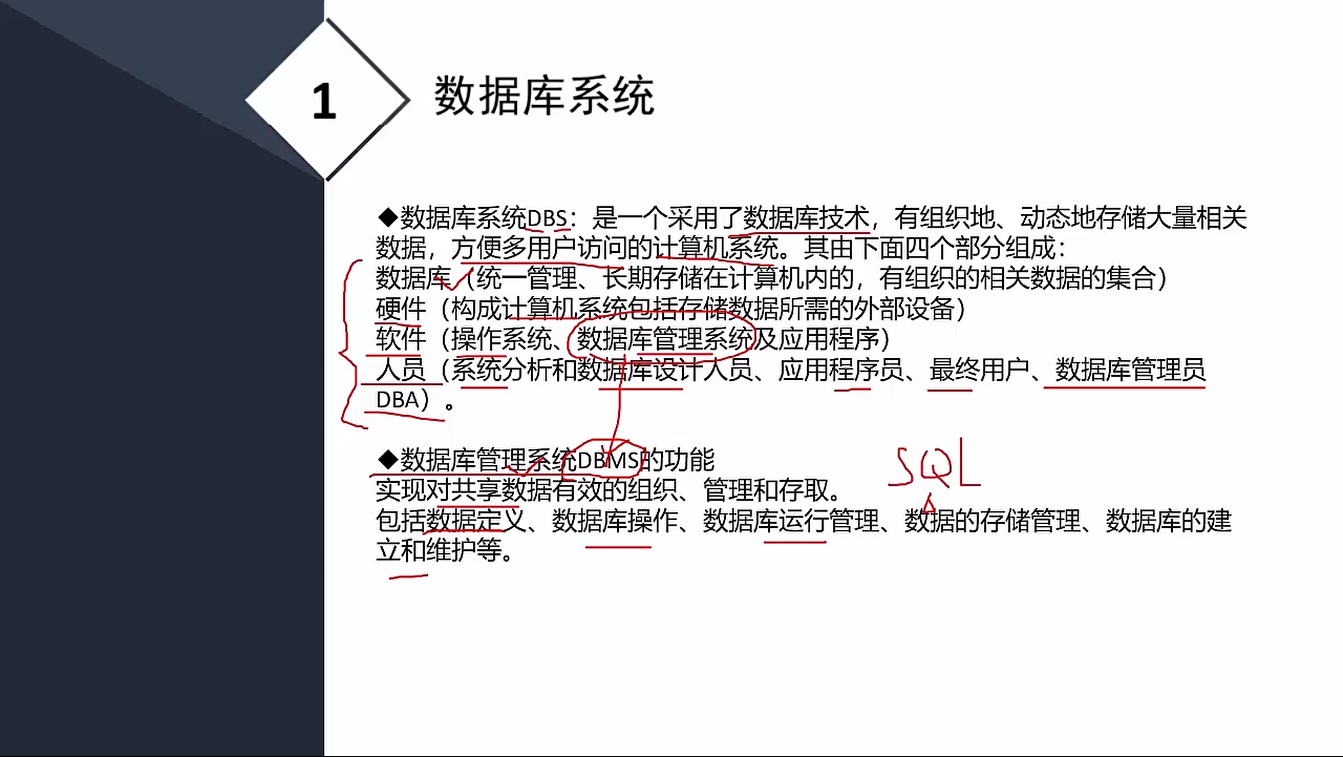 1
数据库系统
◆数据库系统DBS：是一个采用了数据库技术，有组织地、动态地存储大量相关
数据，方便多用户访问的计算机系统。其由下面四个部分组成：
数据库（统一管理、长期存储在计算机内的，有组织的相关数据的集合）
硬件（构成计算机系统包括存储数据所需的外部设备）
软件（操作系统、数据库管理系统及应用程序）
人员（系统分析和数据库设计人员、应用程序员、最终用户、数据库管理员
DBA）。
◆数据库管理系统DBMS的功能
SQL
实现对共享数据有效的组织、管理和存取。
包括数据定义、数据库操作、数据库运行管理、数据的存储管理、数据库的建
立和维护等。